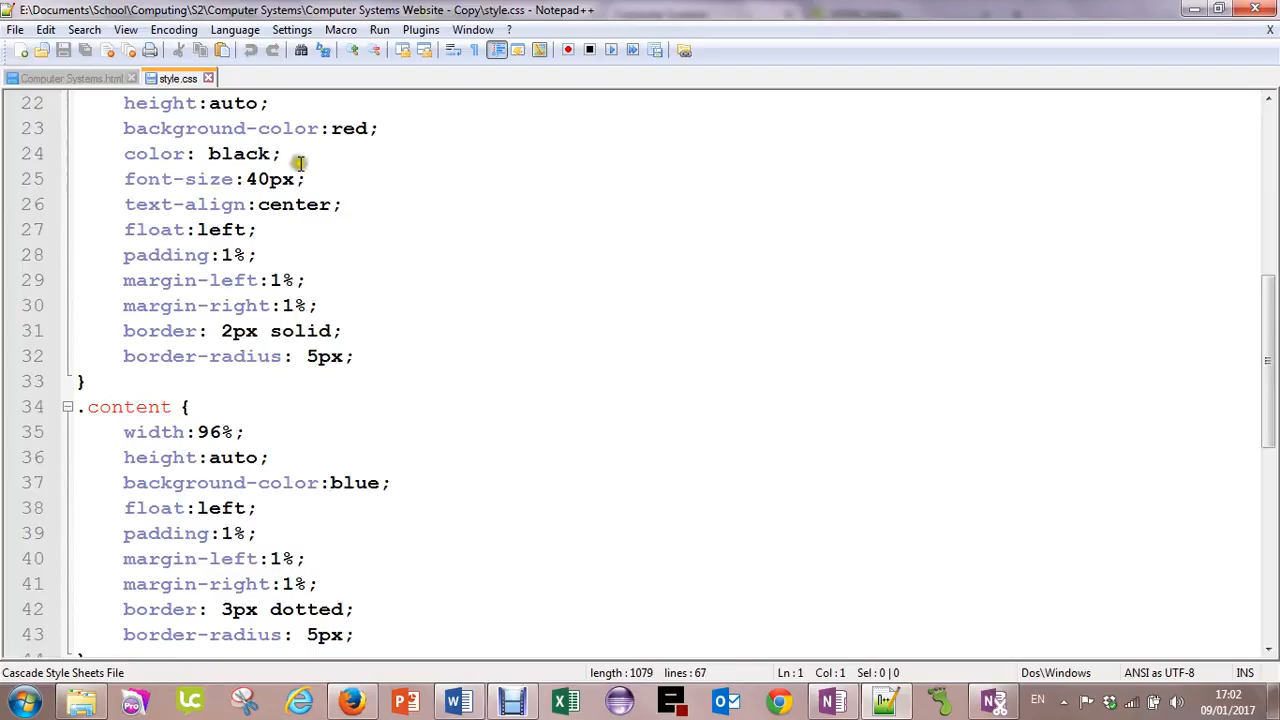 E:\Documents\School\Computing\S2\Computer Systems\Computer Systems Website - Copy\style.css - Notepad++
File Edit Search View Encoding Language Settings Macro Run Plugins Window ? X
Computer Systems.html style.css
22 height:auto;
23 background-color:red;
24 color: black;
25 font-size:40px;
26 text-align:center;
27 float:left;
28 padding:1%;
29 margin-left:1%;
30 margin-right:1%;
31 border: 2px solid;
32 border-radius: 5px;
33 }
34 .content {
35 width:96%;
36 height:auto;
37 background-color:blue;
38 float:left;
39 padding:1%;
40 margin-left:1%;
41 margin-right:1%;
42 border: 3px dotted;
43 border-radius: 5px;
Cascade Style Sheets File length : 1079 lines : 67 Ln : 1 Col : 1 Sel : 0 | 0 Dos\Windows ANSI as UTF-8 INS
EN 17:02
09/01/2017